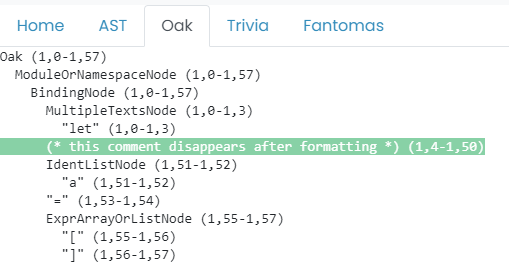 Home AST Oak Trivia Fantomas
Oak (1,0-1,57)
ModuleOrNamespaceNode (1,0-1,57)
BindingNode (1,0-1,57)
MultipleTextsNode (1,0-1,3)
"let" (1,0-1,3)
(* this comment disappears after formatting *) (1,4-1,50)
IdentListNode (1,51-1,52)
"a" (1,51-1,52)
"=" (1,53-1,54)
ExprArrayOrListNode (1,55-1,57)
"[" (1,55-1,56)
"]" (1,56-1,57)